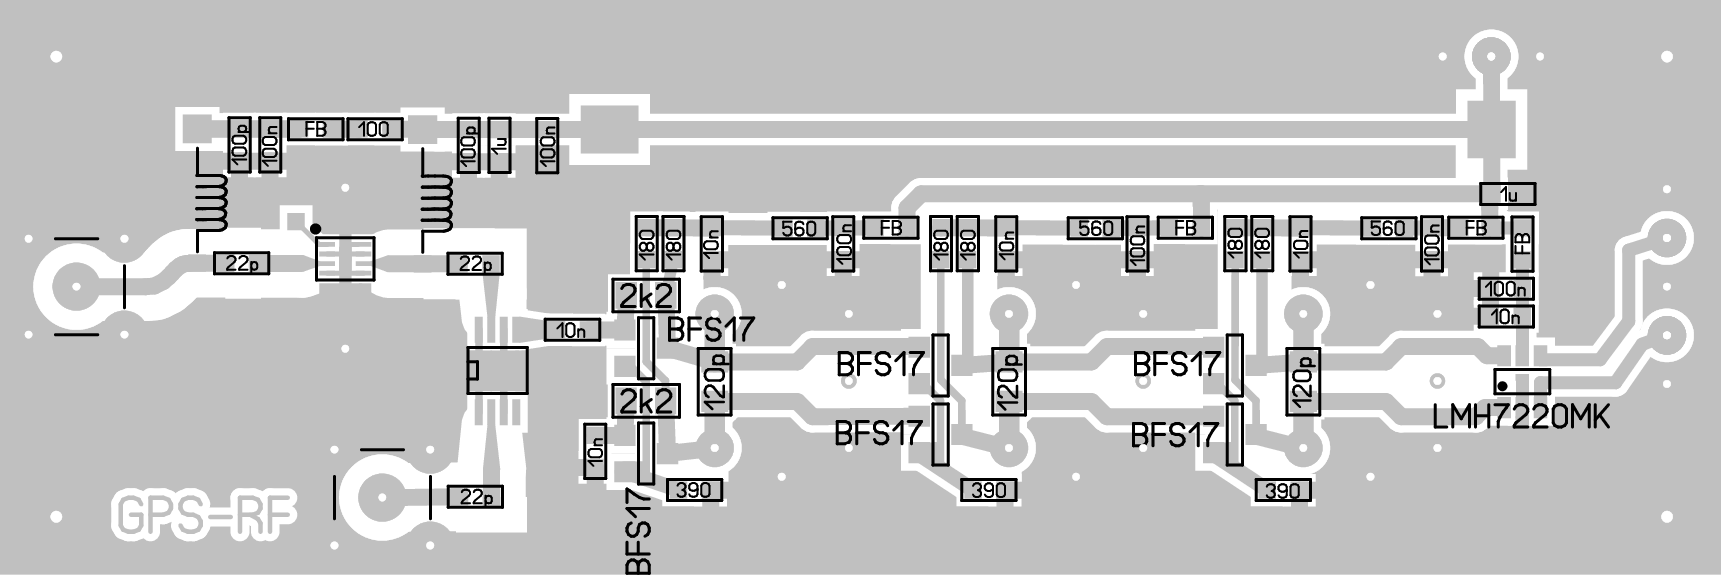 100p
100n
FB
100
100p
1u
100n
1u
180
180
10n
560
100n
FB
180
180
10n
560
100n
FB
180
180
10n
560
100n
FB
FB
22p
22p
2k2
100n
10n
10n
BFS17
BFS17
BFS17
120p
120p
120p
2k2
LMH7220MK
BFS17
BFS17
10n
390
390
390
22p
GPS-RF
BFS17